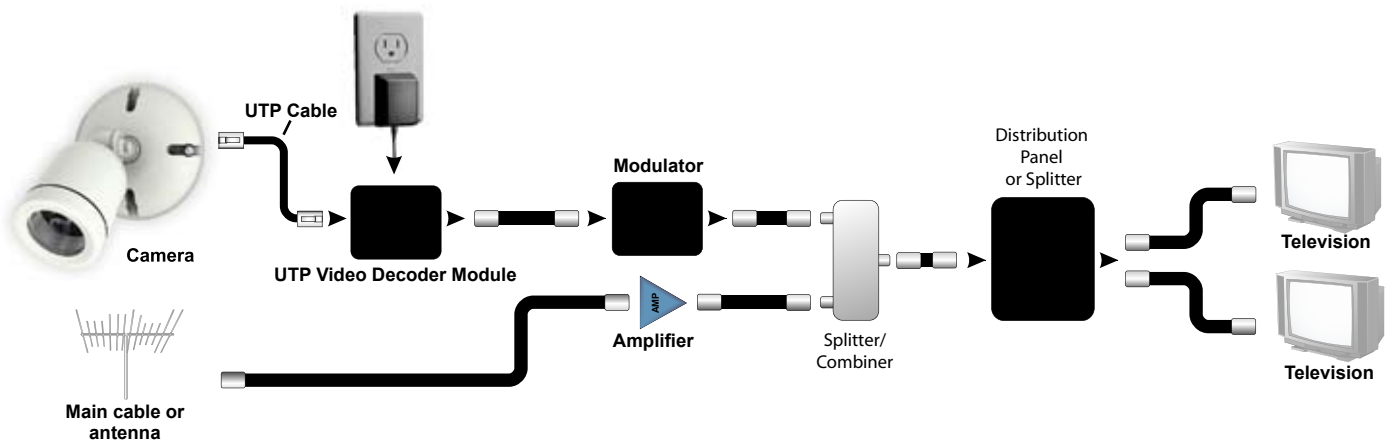 UTP Cable
Camera
UTP Video Decoder Module
Modulator
Main cable or
antenna
AMP
Amplifier
Splitter/
Combiner
Distribution
Panel
or Splitter
Television
Television